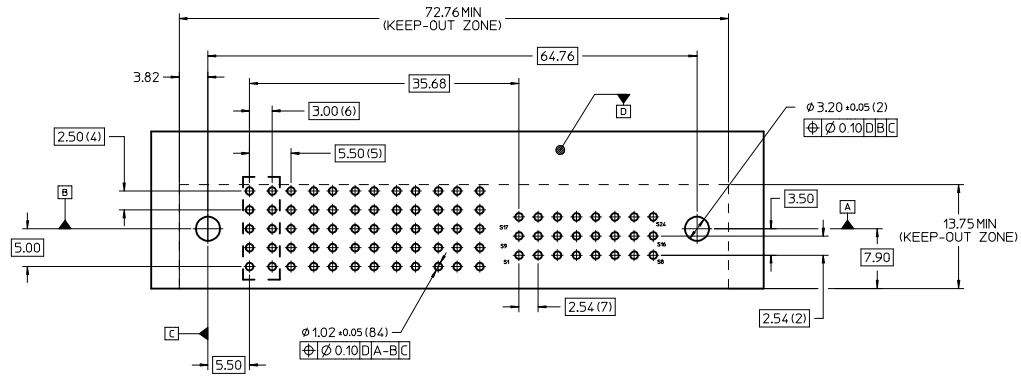 72.76 MIN
(KEEP-OUT ZONE)
64.76
3.82
35.68
3.00 (6)
D
Ø 3.20 ±0.05 (2)
⌖ Ø 0.10 D B C
2.50 (4)
5.50 (5)
B
A
3.50
S17
S24
13.75 MIN
(KEEP-OUT ZONE)
5.00
S9
S16
7.90
S1
S8
2.54 (7)
2.54 (2)
C
Ø 1.02 ±0.05 (84)
⌖ Ø 0.10 D A-B C
5.50